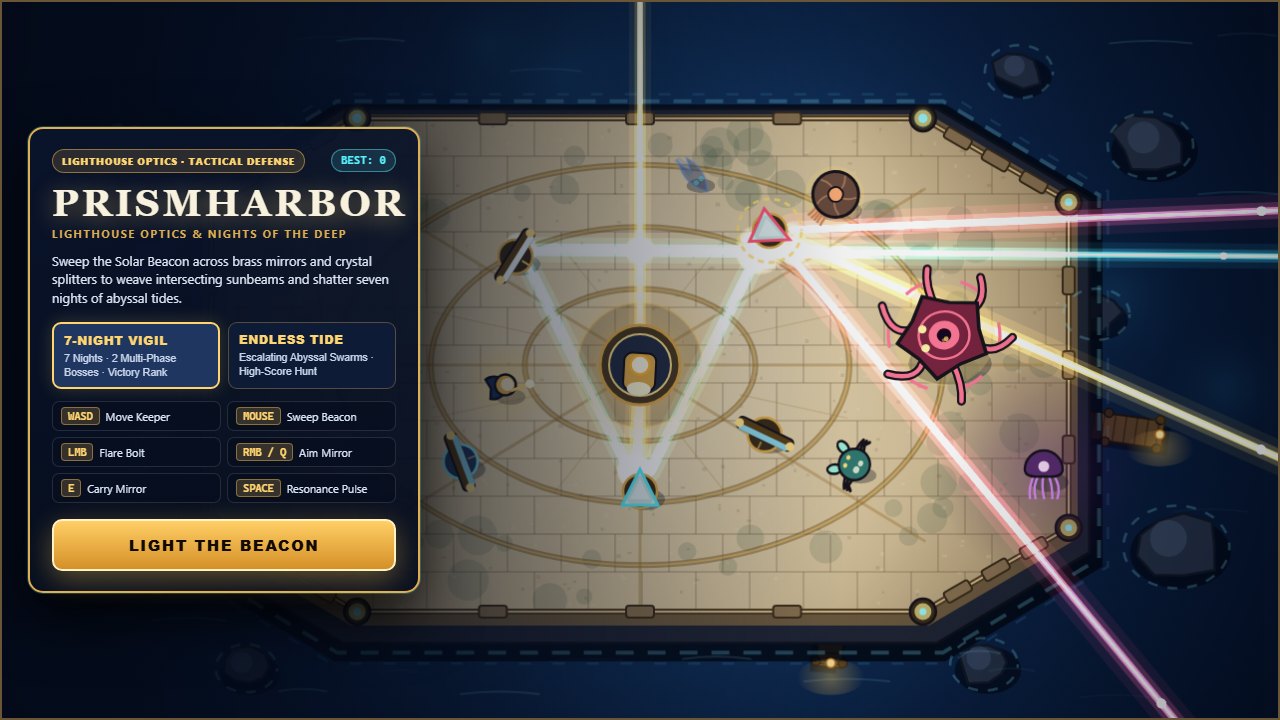 LIGHTHOUSE OPTICS · TACTICAL DEFENSE
BEST: 0
PRISMHARBOR
LIGHTHOUSE OPTICS & NIGHTS OF THE DEEP
Sweep the Solar Beacon across brass mirrors and crystal
splitters to weave intersecting sunbeams and shatter seven
nights of abyssal tides.
7-NIGHT VIGIL
7 Nights · 2 Multi-Phase
Bosses · Victory Rank
ENDLESS TIDE
Escalating Abyssal Swarms ·
High-Score Hunt
WASD Move Keeper
MOUSE Sweep Beacon
LMB Flare Bolt
RMB / Q Aim Mirror
E Carry Mirror
SPACE Resonance Pulse
LIGHT THE BEACON